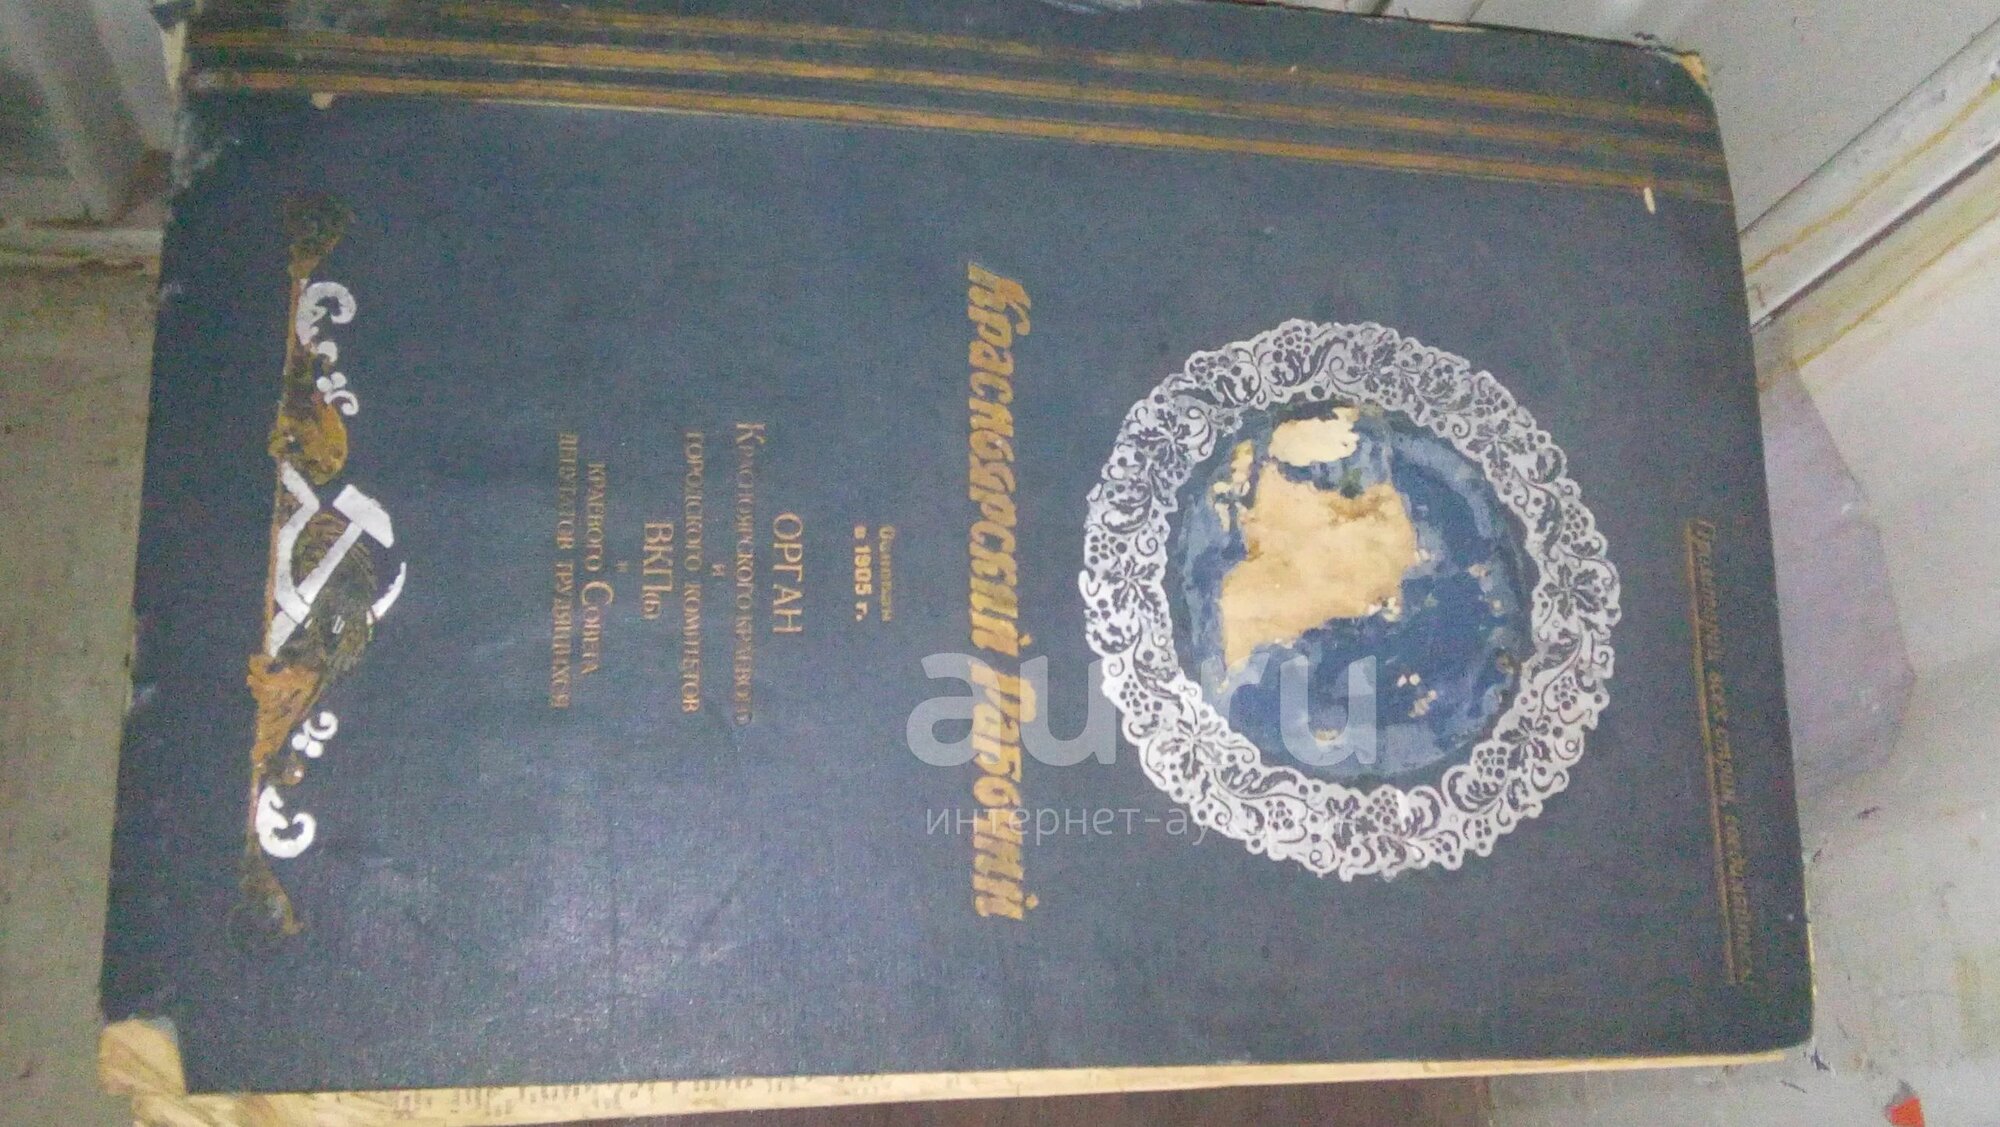 Пролетарии всех стран, соединяйтесь!
Красноярский Рабочий
Основан
в 1905 г.
ОРГАН
Красноярского краевого
и
городского комитетов
ВКП(б)
и
краевого Совета
депутатов трудящихся
au.ru
интернет-аукцион